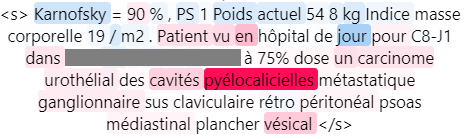 <s> Karnofsky = 90 % , PS 1 Poids actuel 54 8 kg Indice masse
corporelle 19 / m2 . Patient vu en hôpital de jour pour C8-J1
dans à 75% dose un carcinome
urothélial des cavités pyélocalicielles métastatique
ganglionnaire sus claviculaire rétro péritonéal psoas
médiastinal plancher vésical </s>